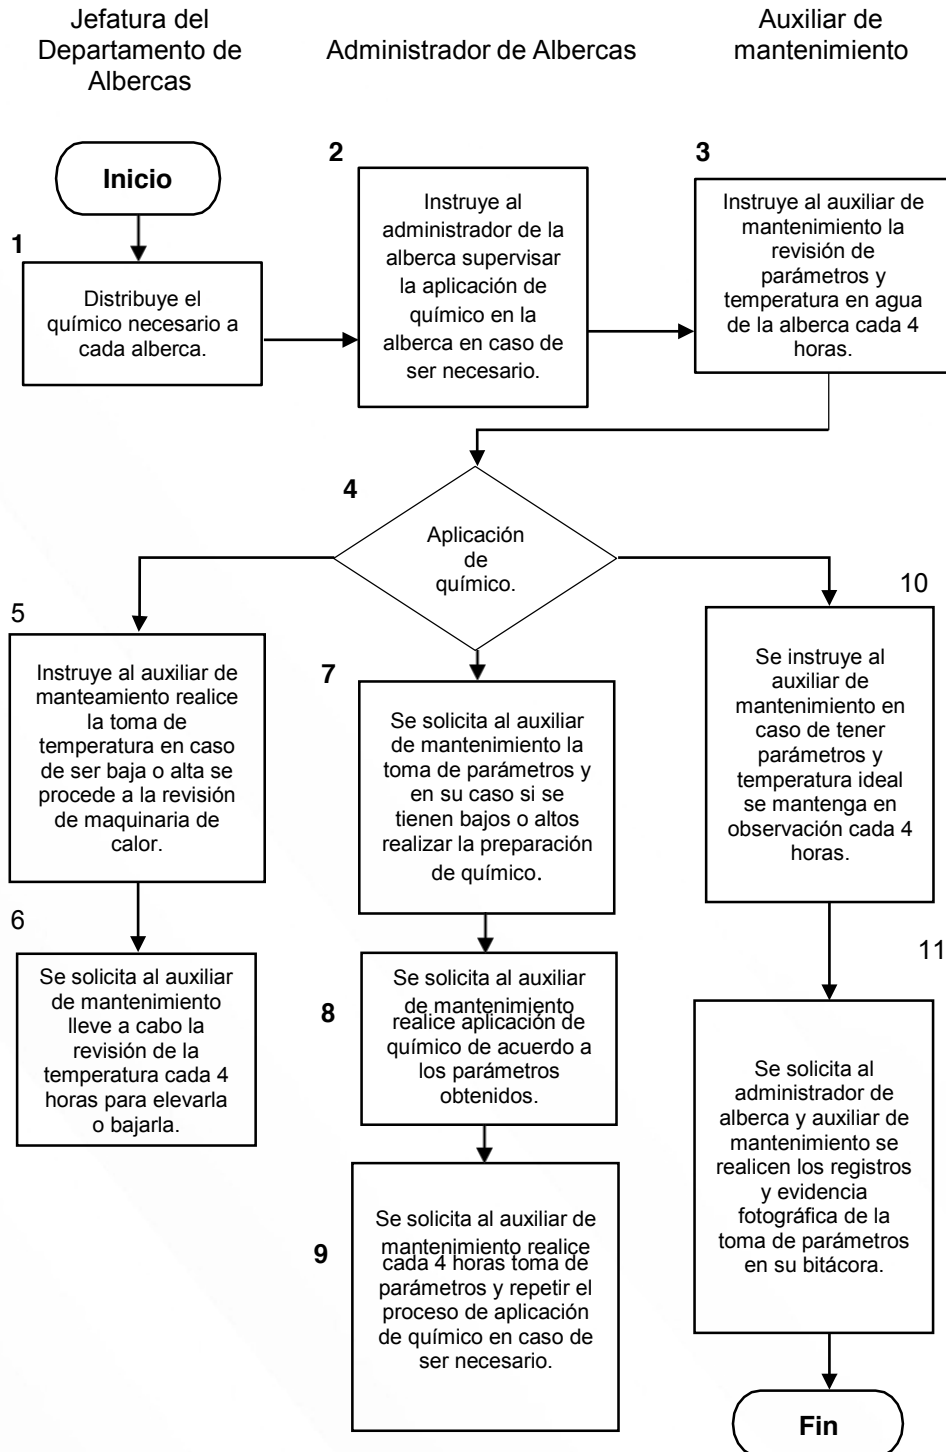 Jefatura del
Departamento de
Albercas
Administrador de Albercas
Auxiliar de
mantenimiento
Inicio
1
Distribuye el
químico necesario a
cada alberca.
2
Instruye al
administrador de la
alberca supervisar
la aplicación de
químico en la
alberca en caso de
ser necesario.
3
Instruye al auxiliar de
mantenimiento la
revisión de
parámetros y
temperatura en agua
de la alberca cada 4
horas.
4
Aplicación
de
químico.
5
Instruye al auxiliar de
manteamiento realice
la toma de
temperatura en caso
de ser baja o alta se
procede a la revisión
de maquinaria de
calor.
6
Se solicita al auxiliar
de mantenimiento
lleve a cabo la
revisión de la
temperatura cada 4
horas para elevarla
o bajarla.
7
Se solicita al auxiliar
de mantenimiento la
toma de parámetros y
en su caso si se
tienen bajos o altos
realizar la preparación
de químico.
8
Se solicita al auxiliar
de mantenimiento
realice aplicación de
químico de acuerdo a
los parámetros
obtenidos.
9
Se solicita al auxiliar de
mantenimiento realice
cada 4 horas toma de
parámetros y repetir el
proceso de aplicación
de químico en caso de
ser necesario.
10
Se instruye al
auxiliar de
mantenimiento en
caso de tener
parámetros y
temperatura ideal
se mantenga en
observación cada 4
horas.
11
Se solicita al
administrador de
alberca y auxiliar de
mantenimiento se
realicen los registros
y evidencia
fotográfica de la
toma de parámetros
en su bitácora.
Fin